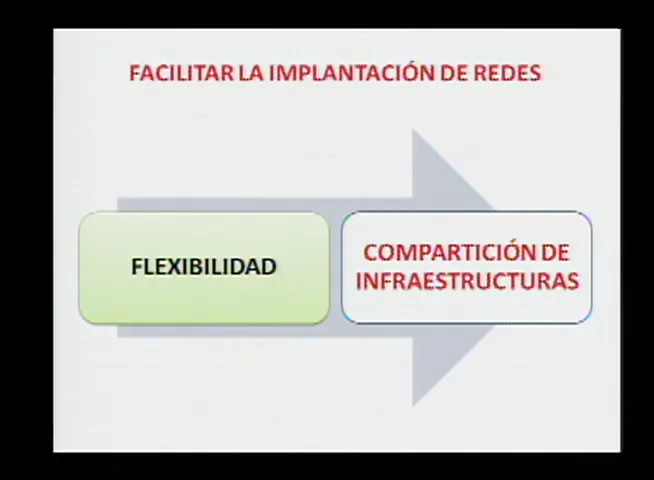 FACILITAR LA IMPLANTACIÓN DE REDES
FLEXIBILIDAD
COMPARTICIÓN DE
INFRAESTRUCTURAS